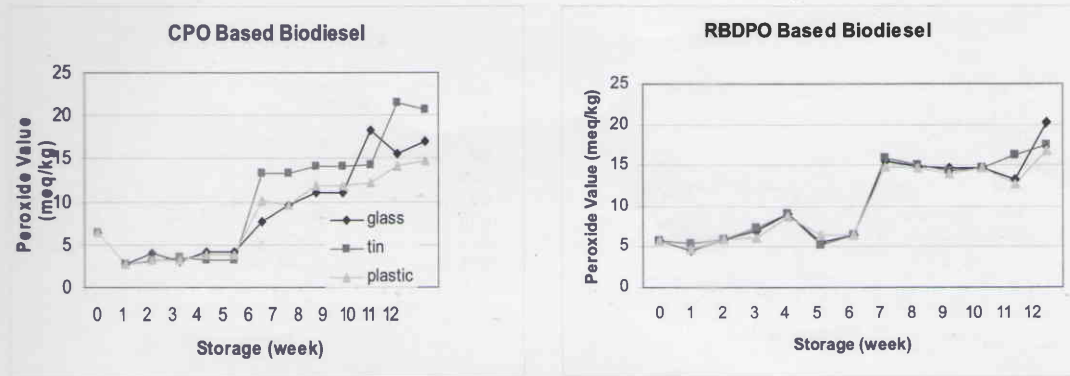 CPO Based Biodiesel
Peroxide Value
(meq/kg)
25
20
15
10
5
0
glass
tin
plastic
0 1 2 3 4 5 6 7 8 9 10 11 12
Storage (week)
RBDPO Based Biodiesel
Peroxide Value (meq/kg)
25
20
15
10
5
0
0 1 2 3 4 5 6 7 8 9 10 11 12
Storage (week)